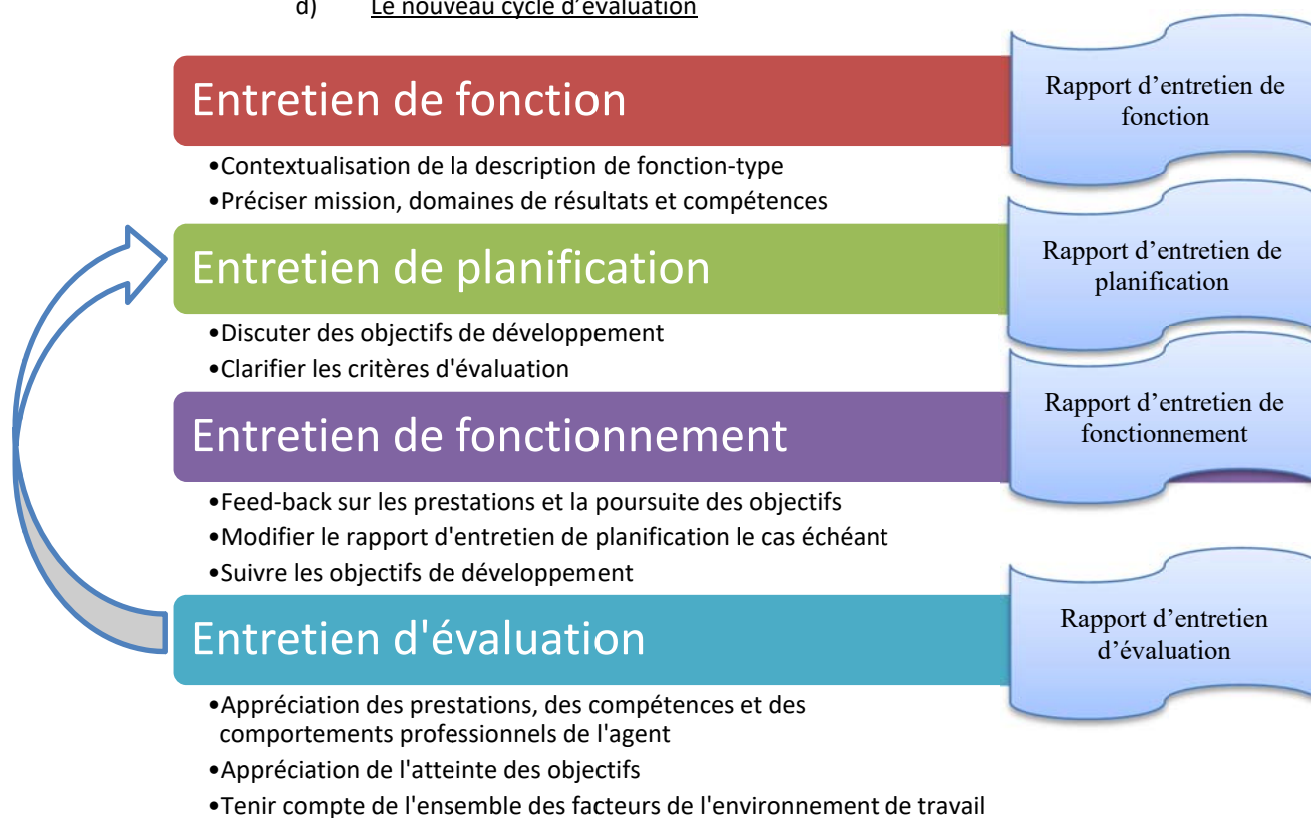 d) Le nouveau cycle d'évaluation
Entretien de fonction
Rapport d'entretien de
fonction
•Contextualisation de la description de fonction-type
•Préciser mission, domaines de résultats et compétences
Entretien de planification
Rapport d'entretien de
planification
•Discuter des objectifs de développement
•Clarifier les critères d'évaluation
Entretien de fonctionnement
Rapport d'entretien de
fonctionnement
•Feed-back sur les prestations et la poursuite des objectifs
•Modifier le rapport d'entretien de planification le cas échéant
•Suivre les objectifs de développement
Entretien d'évaluation
Rapport d'entretien
d'évaluation
•Appréciation des prestations, des compétences et des
comportements professionnels de l'agent
•Appréciation de l'atteinte des objectifs
•Tenir compte de l'ensemble des facteurs de l'environnement de travail